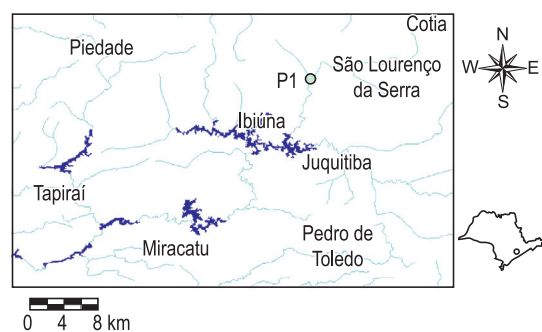 Cotia
Piedade
São Lourenço
da Serra
P1
Ibiúna
Juquitiba
Tapiraí
Miracatu
Pedro de
Toledo
N
W E
S
0 4 8 km